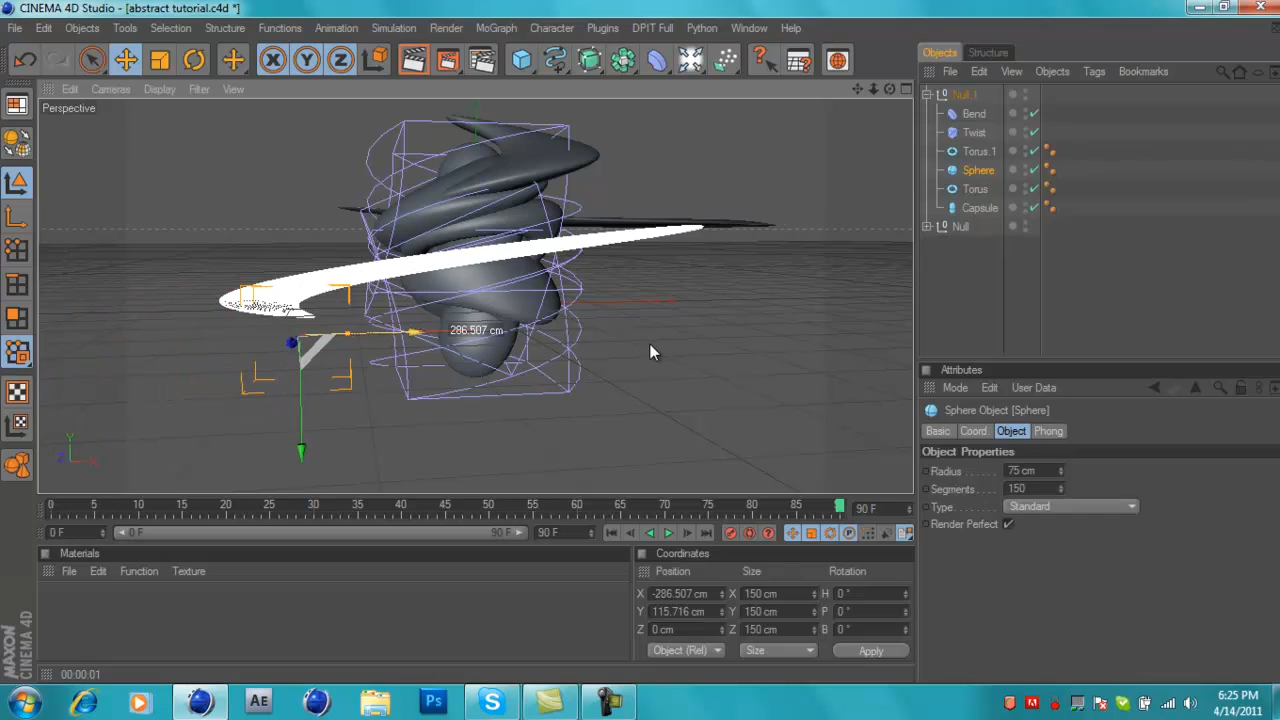 CINEMA 4D Studio - [abstract tutorial.c4d *]
File Edit Objects Tools Selection Structure Functions Animation Simulation Render MoGraph Character Plugins DPIT Full Python Window Help
Objects Structure
File Edit View Objects Tags Bookmarks
Edit Cameras Display Filter View
Perspective
Null.1
Bend
Twist
Torus.1
Sphere
Torus
Capsule
Null
286.507 cm
Y
Z X
Attributes
Mode Edit User Data
Sphere Object [Sphere]
Basic Coord. Object Phong
Object Properties
Radius 75 cm
Segments 150
Type Standard
Render Perfect
0 5 10 15 20 25 30 35 40 45 50 55 60 65 70 75 80 85 90 F
0 F 0 F 90 F 90 F
Materials
File Edit Function Texture
Coordinates
Position Size Rotation
X -286.507 cm X 150 cm H 0 °
Y 115.716 cm Y 150 cm P 0 °
Z 0 cm Z 150 cm B 0 °
Object (Rel) Size Apply
MAXON CINEMA 4D
00:00:01
Ae
Ps
6:25 PM
4/14/2011